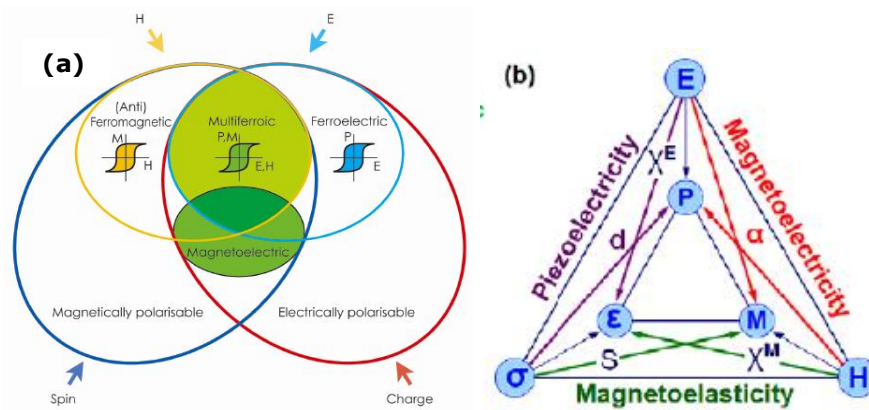 (a)
H
E
(Anti)
Ferromagnetic
M
H
Multiferroic
P,M
E,H
Ferroelectric
P
E
Magnetoelectric
Magnetically polarisable
Electrically polarisable
Spin
Charge
(b)
E
Piezoelectricity
Magnetoelectricity
χᴱ
P
d
α
ε
M
σ
S
χᴹ
H
Magnetoelasticity